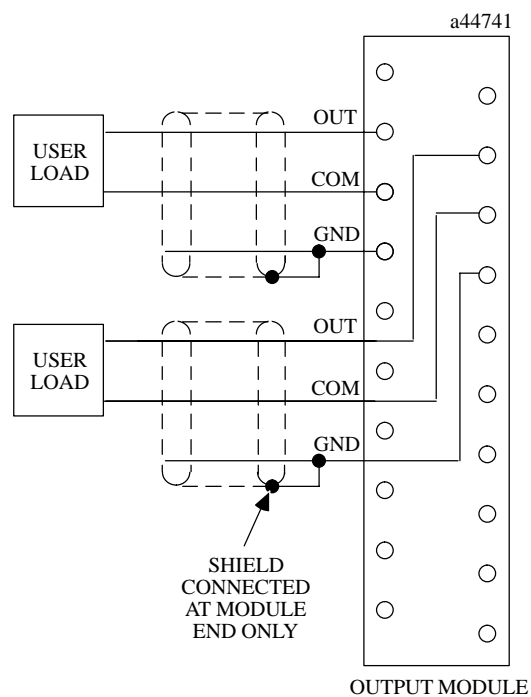 a44741
OUT
USER
LOAD
COM
GND
OUT
USER
LOAD
COM
GND
SHIELD
CONNECTED
AT MODULE
END ONLY
OUTPUT MODULE